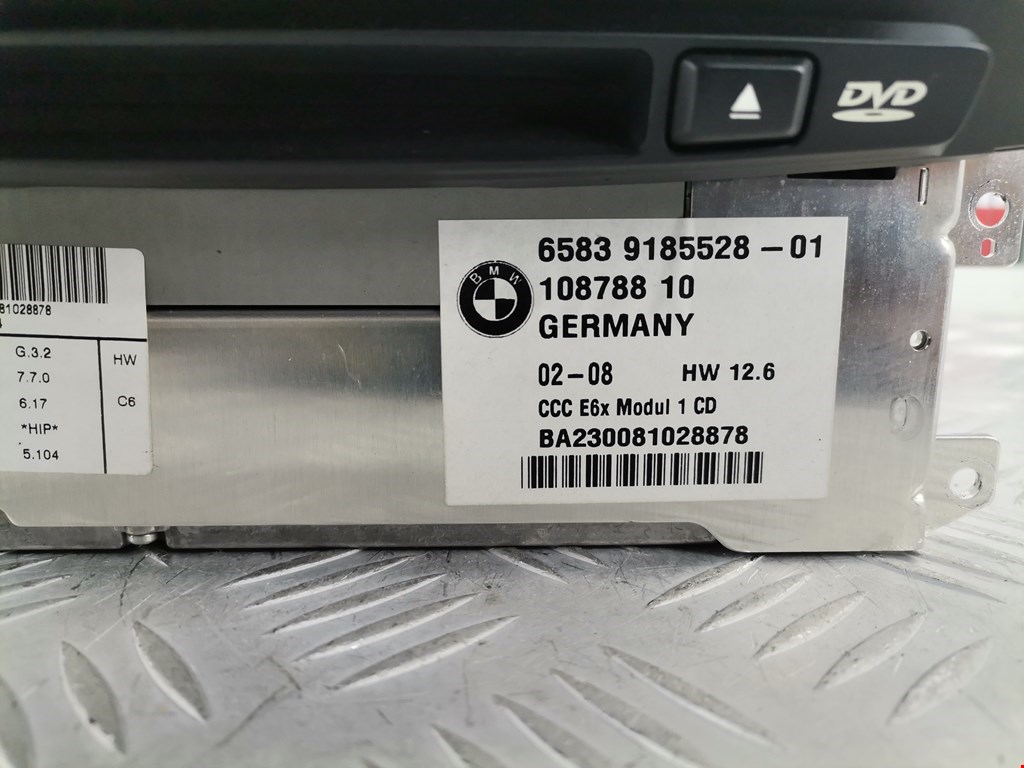 DVD
6583 9185528-01
BMW
108788 10
GERMANY
02-08 HW 12.6
CCC E6x Modul 1 CD
BA230081028878
81028878
G.3.2 HW
7.7.0
6.17 C6
*HIP*
5.104